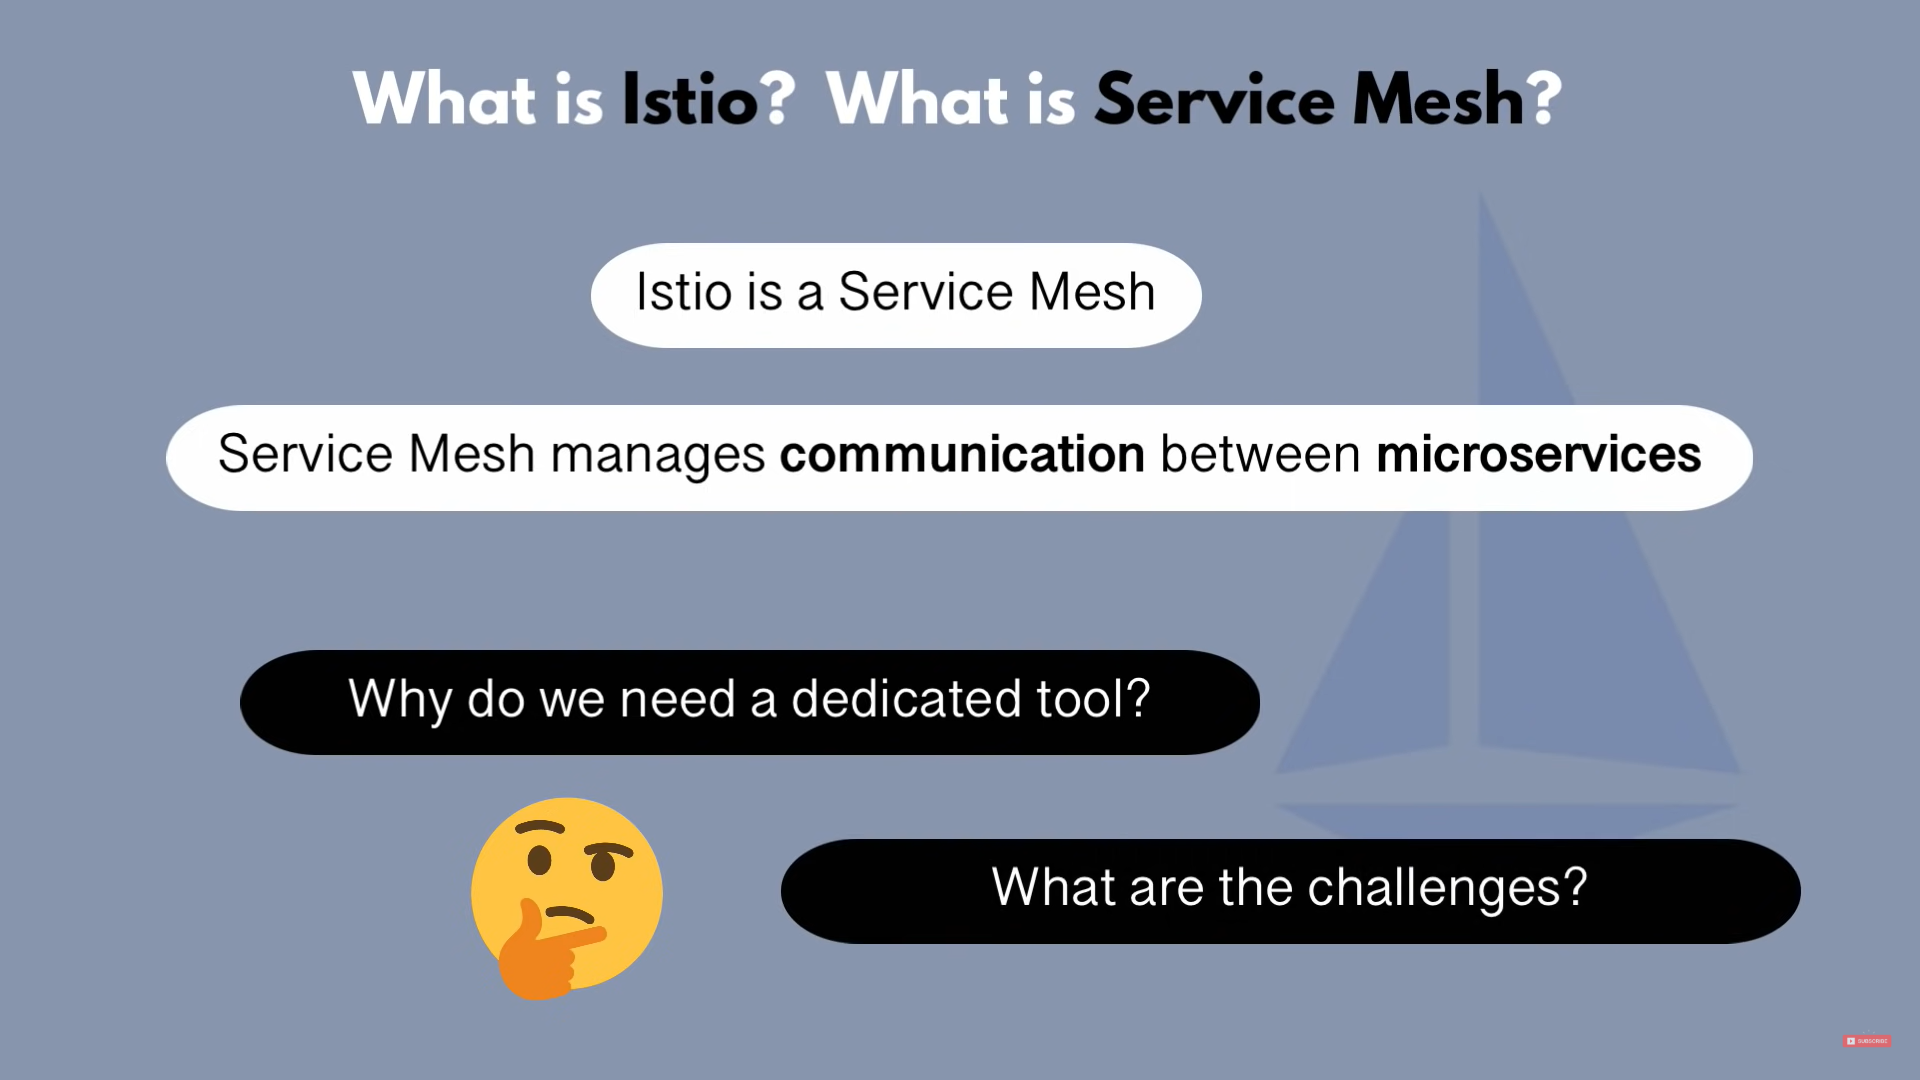 What is Istio? What is Service Mesh?
Istio is a Service Mesh
Service Mesh manages communication between microservices
Why do we need a dedicated tool?
What are the challenges?
SUBSCRIBE